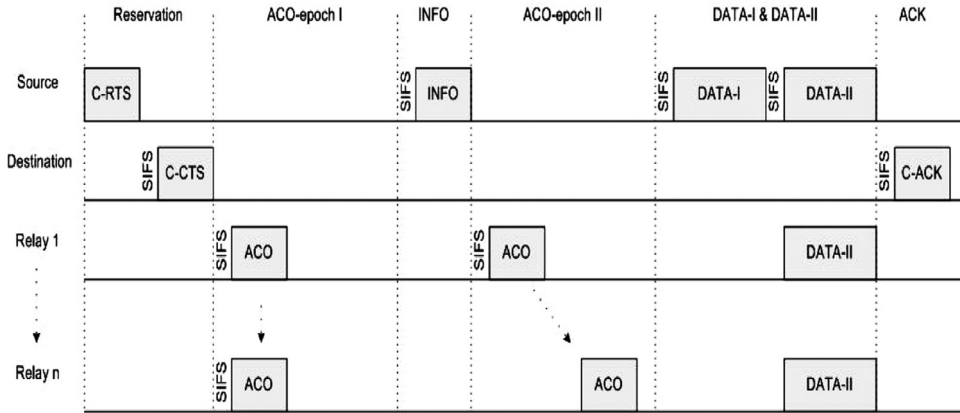 Reservation ACO-epoch I INFO ACO-epoch II DATA-I & DATA-II ACK
Source C-RTS SIFS INFO SIFS DATA-I SIFS DATA-II
Destination SIFS C-CTS SIFS C-ACK
Relay 1 SIFS ACO SIFS ACO DATA-II
Relay n SIFS ACO ACO DATA-II